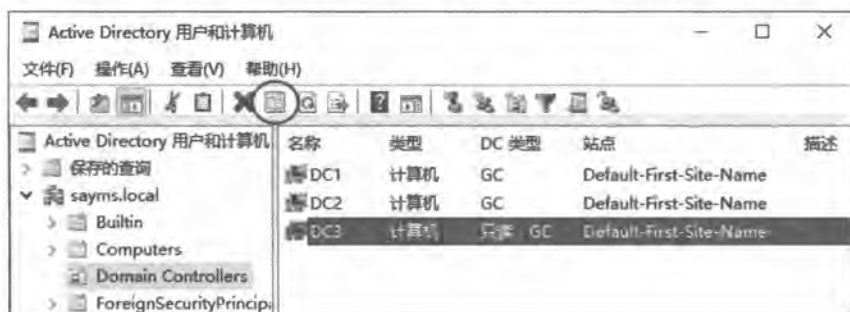 Active Directory 用户和计算机
文件(F) 操作(A) 查看(V) 帮助(H)
Active Directory 用户和计算机
名称 类型 DC 类型 站点 描述
保存的查询
DC1 计算机 GC Default-First-Site-Name
sayms.local
DC2 计算机 GC Default-First-Site-Name
Builtin
DC3 计算机 只读，GC Default-First-Site-Name
Computers
Domain Controllers
ForeignSecurityPrincip